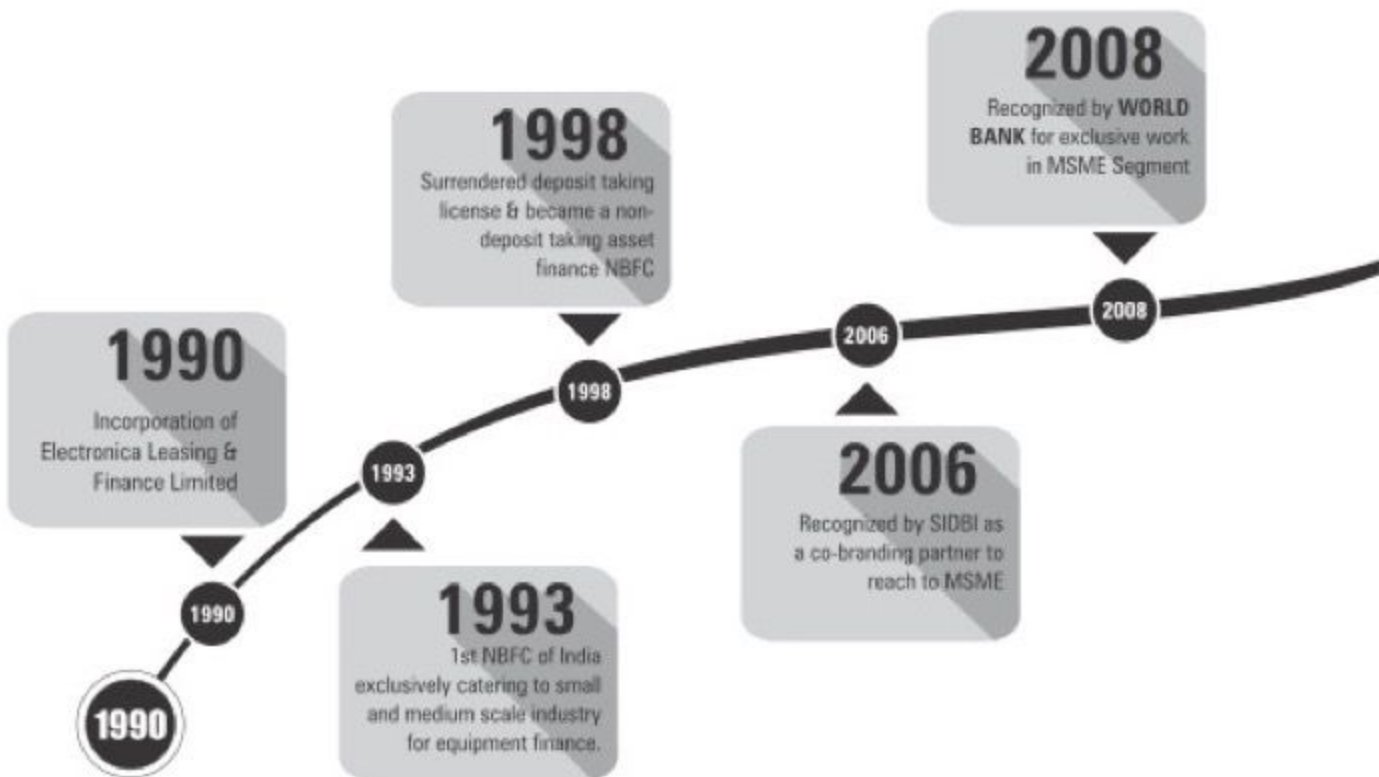 1990
Incorporation of
Electronica Leasing &
Finance Limited
1990
1990
1993
1993
1st NBFC of India
exclusively catering to small
and medium scale industry
for equipment finance.
1998
Surrendered deposit taking
license & became a non-
deposit taking asset
finance NBFC
1998
2006
2006
Recognized by SIDBI as
a co-branding partner to
reach to MSME
2008
Recognized by WORLD
BANK for exclusive work
in MSME Segment
2008